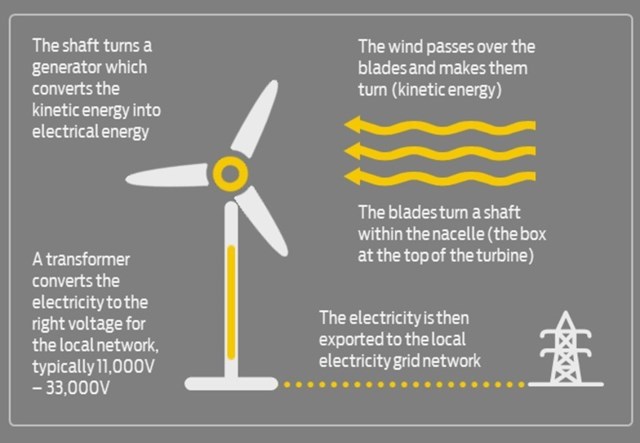 The shaft turns a
generator which
converts the
kinetic energy into
electrical energy
The wind passes over the
blades and makes them
turn (kinetic energy)
The blades turn a shaft
within the nacelle (the box
at the top of the turbine)
A transformer
converts the
electricity to the
right voltage for
the local network,
typically 11,000V
– 33,000V
The electricity is then
exported to the local
electricity grid network